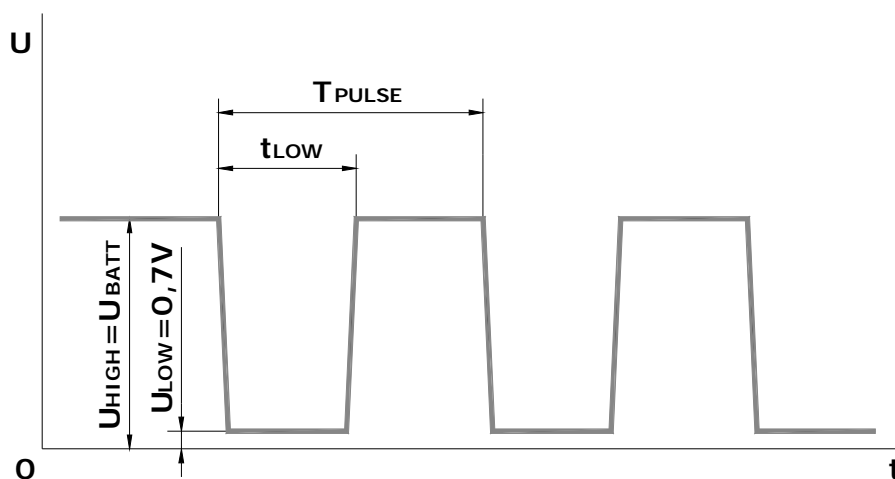 U
TPULSE
tLOW
UHIGH=UBATT
ULOW=0,7V
0
t